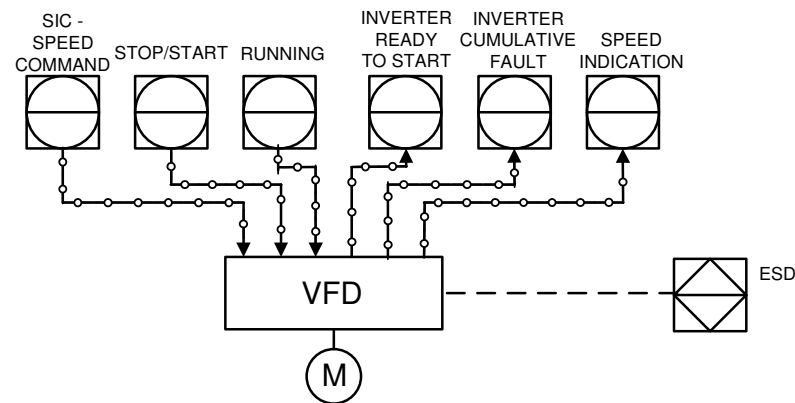 SIC -
SPEED
COMMAND
STOP/START
RUNNING
INVERTER
READY
TO START
INVERTER
CUMULATIVE
FAULT
SPEED
INDICATION
VFD
ESD
M